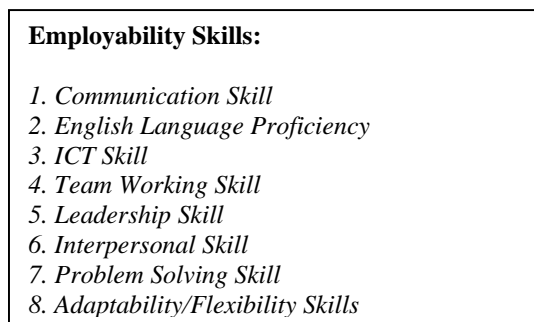 Employability Skills:
1. Communication Skill
2. English Language Proficiency
3. ICT Skill
4. Team Working Skill
5. Leadership Skill
6. Interpersonal Skill
7. Problem Solving Skill
8. Adaptability/Flexibility Skills